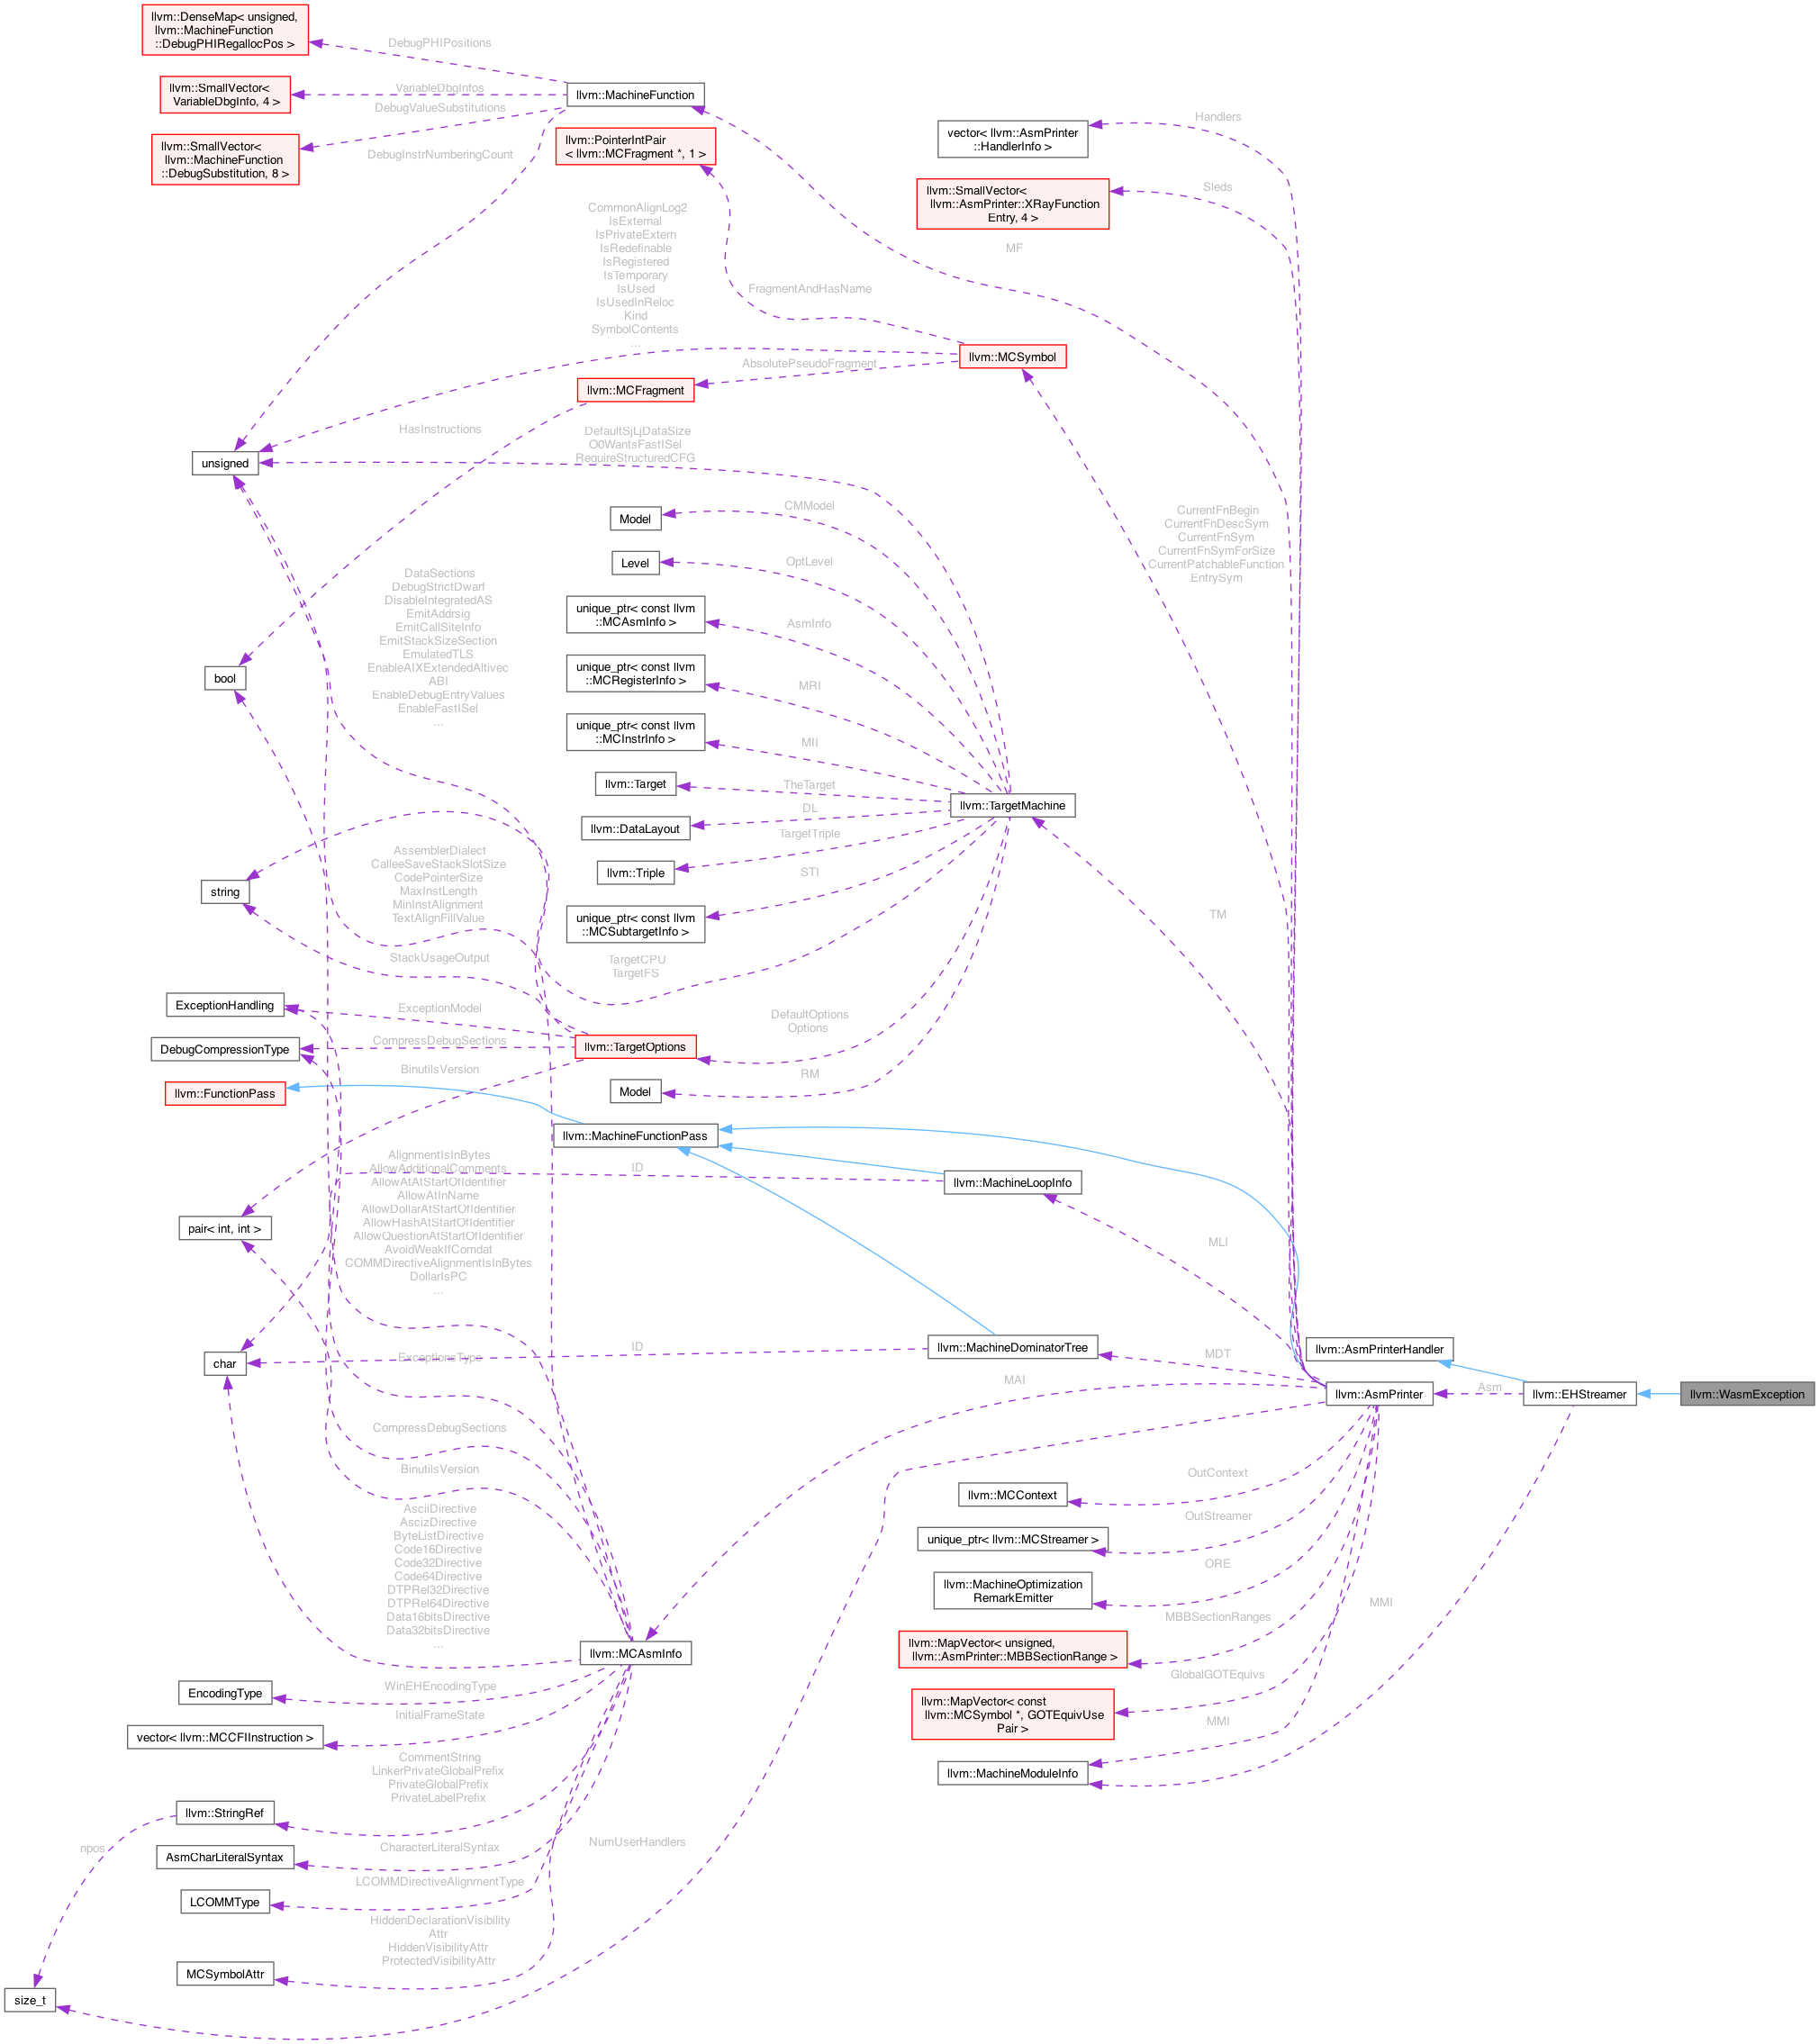 llvm::DenseMap< unsigned,
llvm::MachineFunction
::DebugPHIRegallocPos >
DebugPHIPositions
llvm::SmallVector<
VariableDbgInfo, 4 >
VariableDbgInfos
llvm::MachineFunction
DebugValueSubstitutions
llvm::SmallVector<
llvm::MachineFunction
::DebugSubstitution, 8 >
DebugInstrNumberingCount
llvm::PointerIntPair
< llvm::MCFragment *, 1 >
vector< llvm::AsmPrinter
::HandlerInfo >
Handlers
llvm::SmallVector<
llvm::AsmPrinter::XRayFunction
Entry, 4 >
Sleds
MF
CommonAlignLog2
IsExternal
IsPrivateExtern
IsRedefinable
IsRegistered
IsTemporary
IsUsed
IsUsedInReloc
Kind
SymbolContents
...
FragmentAndHasName
llvm::MCSymbol
AbsolutePseudoFragment
llvm::MCFragment
HasInstructions
DefaultSjLjDataSize
O0WantsFastISel
RequireStructuredCFG
unsigned
Model
CMModel
Level
OptLevel
CurrentFnBegin
CurrentFnDescSym
CurrentFnSym
CurrentFnSymForSize
CurrentPatchableFunction
EntrySym
DataSections
DebugStrictDwarf
DisableIntegratedAS
EmitAddrsig
EmitCallSiteInfo
EmitStackSizeSection
EmulatedTLS
EnableAIXExtendedAltivec
ABI
EnableDebugEntryValues
EnableFastISel
...
bool
unique_ptr< const llvm
::MCAsmInfo >
AsmInfo
unique_ptr< const llvm
::MCRegisterInfo >
MRI
unique_ptr< const llvm
::MCInstrInfo >
MII
llvm::Target
TheTarget
llvm::TargetMachine
DL
llvm::DataLayout
TargetTriple
llvm::Triple
STI
unique_ptr< const llvm
::MCSubtargetInfo >
string
AssemblerDialect
CalleeSaveStackSlotSize
CodePointerSize
MaxInstLength
MinInstAlignment
TextAlignFillValue
TM
StackUsageOutput
TargetCPU
TargetFS
ExceptionHandling
ExceptionModel
DefaultOptions
Options
DebugCompressionType
CompressDebugSections
llvm::TargetOptions
BinutilsVersion
RM
Model
llvm::FunctionPass
llvm::MachineFunctionPass
AlignmentIsInBytes
AllowAdditionalComments
AllowAtAtStartOfIdentifier
AllowAtInName
AllowDollarAtStartOfIdentifier
AllowHashAtStartOfIdentifier
AllowQuestionAtStartOfIdentifier
AvoidWeakIfComdat
COMMDirectiveAlignmentIsInBytes
DollarIsPC
...
ID
llvm::MachineLoopInfo
pair< int, int >
MLI
char
ExceptionsType
ID
llvm::MachineDominatorTree
MDT
llvm::AsmPrinterHandler
MAI
llvm::AsmPrinter
Asm
llvm::EHStreamer
llvm::WasmException
CompressDebugSections
BinutilsVersion
OutContext
llvm::MCContext
OutStreamer
unique_ptr< llvm::MCStreamer >
ORE
llvm::MachineOptimization
RemarkEmitter
AsciiDirective
AscizDirective
ByteListDirective
Code16Directive
Code32Directive
Code64Directive
DTPRel32Directive
DTPRel64Directive
Data16bitsDirective
Data32bitsDirective
...
MBBSectionRanges
MMI
llvm::MapVector< unsigned,
llvm::AsmPrinter::MBBSectionRange >
llvm::MCAsmInfo
GlobalGOTEquivs
llvm::MapVector< const
llvm::MCSymbol *, GOTEquivUse
Pair >
MMI
llvm::MachineModuleInfo
EncodingType
WinEHEncodingType
InitialFrameState
vector< llvm::MCCFIInstruction >
CommentString
LinkerPrivateGlobalPrefix
PrivateGlobalPrefix
PrivateLabelPrefix
llvm::StringRef
npos
AsmCharLiteralSyntax
CharacterLiteralSyntax
NumUserHandlers
LCOMMDirectiveAlignmentType
LCOMMType
HiddenDeclarationVisibility
Attr
HiddenVisibilityAttr
ProtectedVisibilityAttr
MCSymbolAttr
size_t